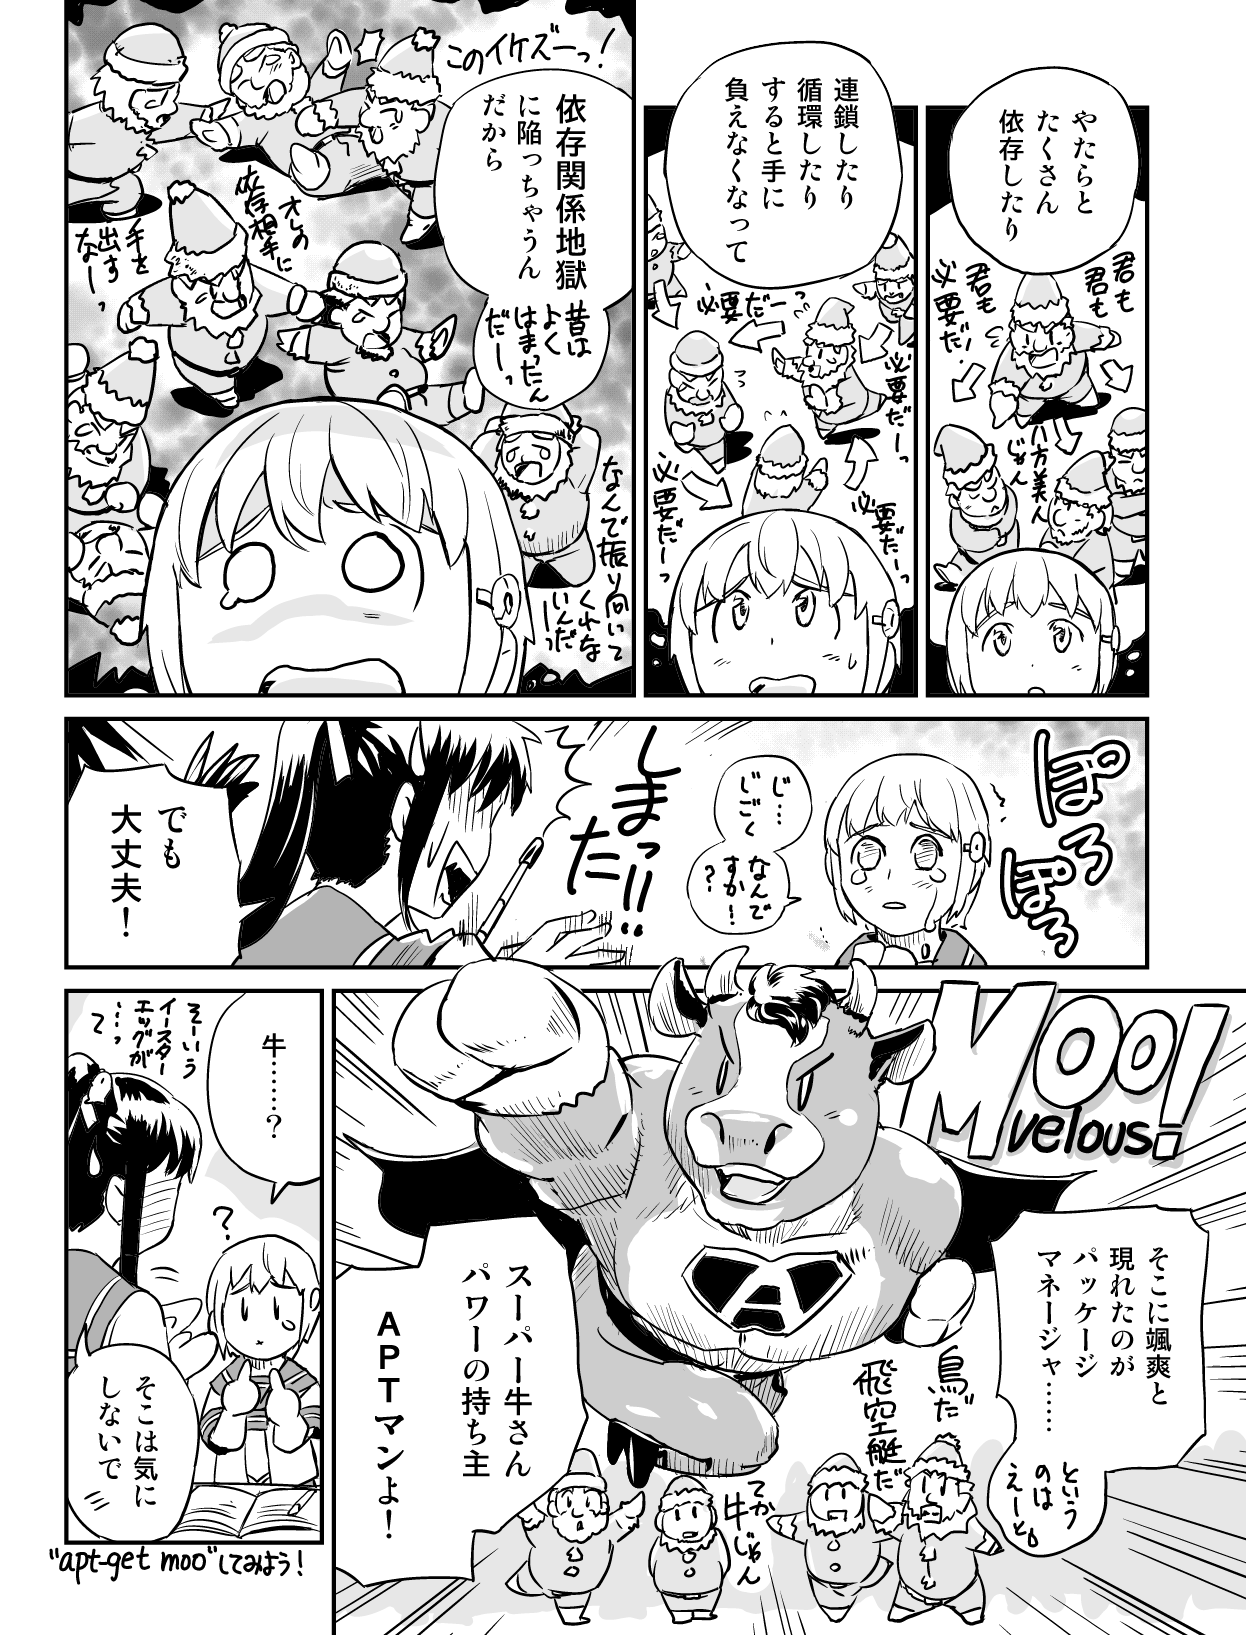 やたらと
たくさん
依存したり
君も
君も
君も
必要だ!
八方美人
じゃん
連鎖したり
循環したり
すると手に
負えなくなって
必要だーっ
必要だーっ
必要だーっ
必要だーっ
このイケズーっ!
依存関係地獄
に陥っちゃうん
だから
昔は
よく
はまったん
だーっ
オレの
依存相手に
手を
出す
なーっ
なんで振り向いて
くれな
いんだ
ーっ
ぽろ
ぽろ
じ…
じごく
なんで
すか!
?
しまっ!!
た
でも
大丈夫!
Moo!
Mvelous!
そこに颯爽と
現れたのが
パッケージ
マネージャ……
という
のは
えーと。
スーパー牛さん
パワーの持ち主
APTマンよ!
A
鳥だ
飛空艇だ
てか
牛じゃん
牛……?
そーいう
イースター
エッグが
……っ
て
?
そこは気に
しないで
"apt-get moo"してみよう!